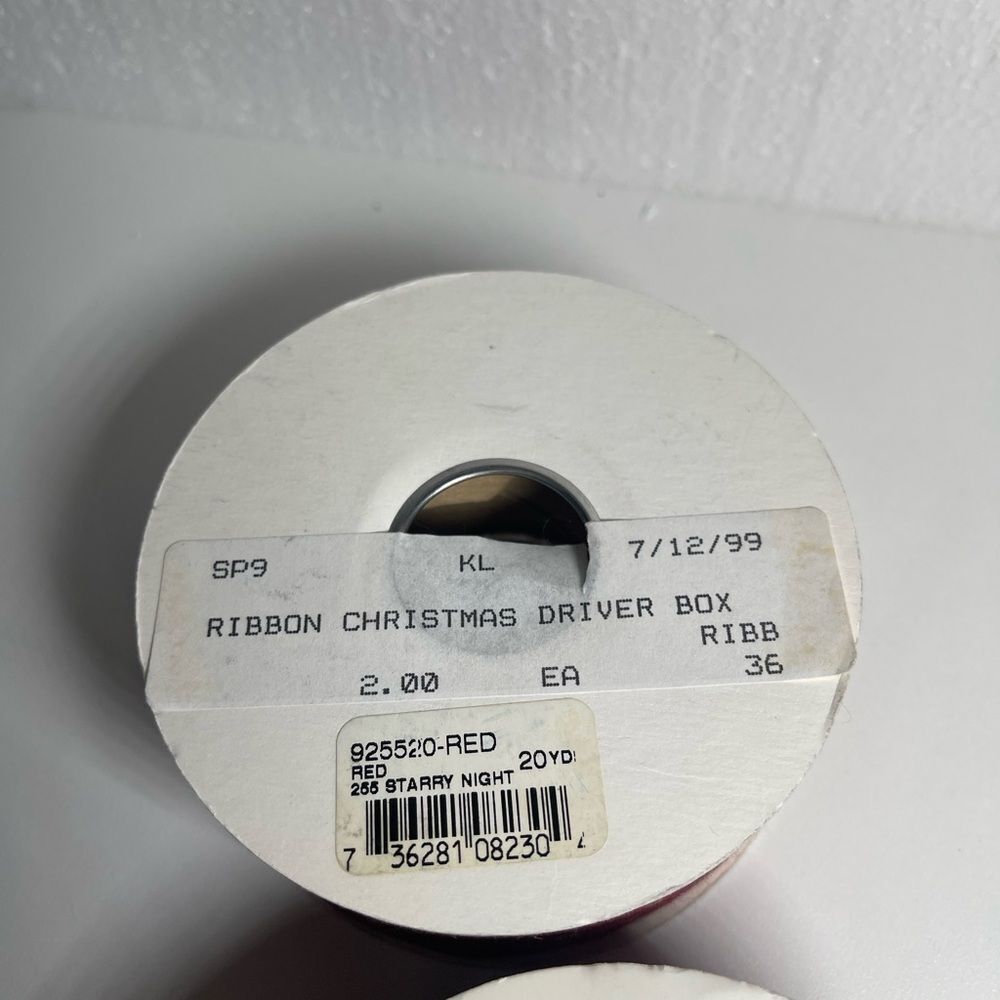 SP9 KL 7/12/99
RIBBON CHRISTMAS DRIVER BOX
RIBB
2.00 EA 36
925520-RED
RED 20YD
255 STARRY NIGHT
7 36281 08230 4